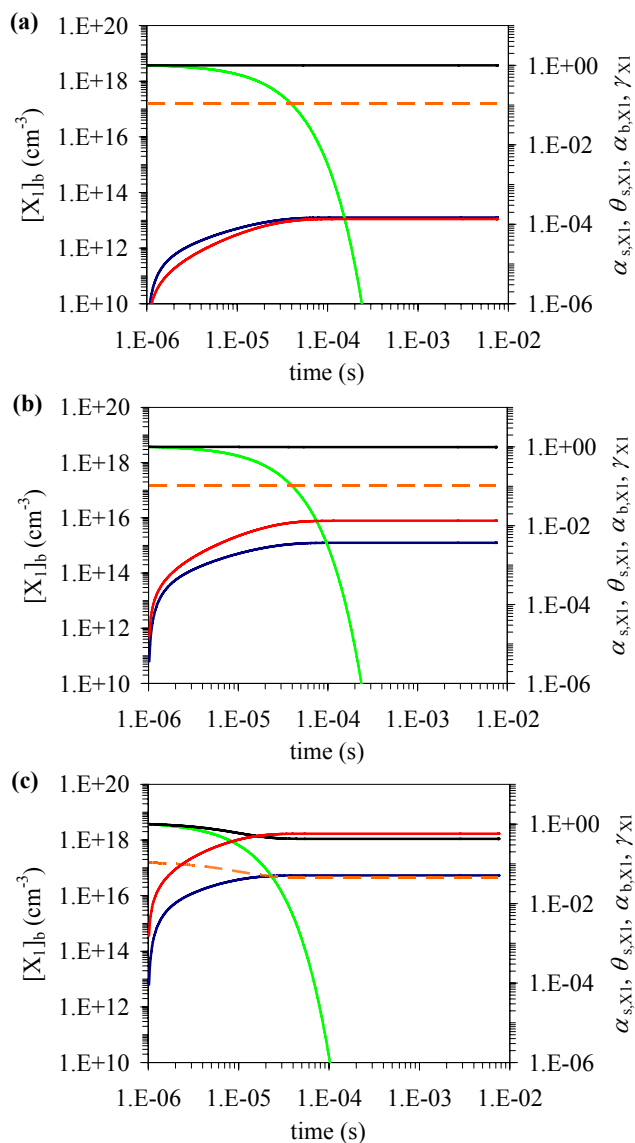 (a)
1.E+20
1.E+18
1.E+16
1.E+14
1.E+12
1.E+10
[X₁]b (cm⁻³)
1.E+00
1.E-02
1.E-04
1.E-06
αs,X1, θs,X1, αb,X1, γX1
1.E-06 1.E-05 1.E-04 1.E-03 1.E-02
time (s)
(b)
1.E+20
1.E+18
1.E+16
1.E+14
1.E+12
1.E+10
[X₁]b (cm⁻³)
1.E+00
1.E-02
1.E-04
1.E-06
αs,X1, θs,X1, αb,X1, γX1
1.E-06 1.E-05 1.E-04 1.E-03 1.E-02
time (s)
(c)
1.E+20
1.E+18
1.E+16
1.E+14
1.E+12
1.E+10
[X₁]b (cm⁻³)
1.E+00
1.E-02
1.E-04
1.E-06
αs,X1, θs,X1, αb,X1, γX1
1.E-06 1.E-05 1.E-04 1.E-03 1.E-02
time (s)